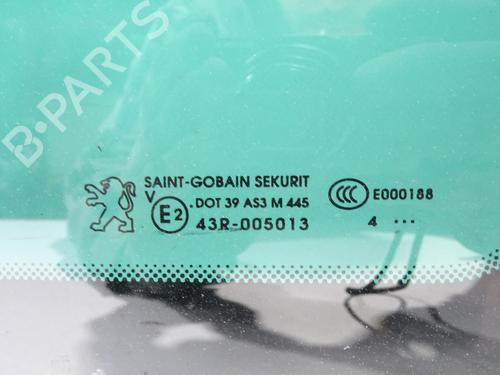 B-PARTS
SAINT-GOBAIN SEKURIT
V
E2
.DOT 39 AS3 M 445
43R-005013
CCC E000188
4 ...